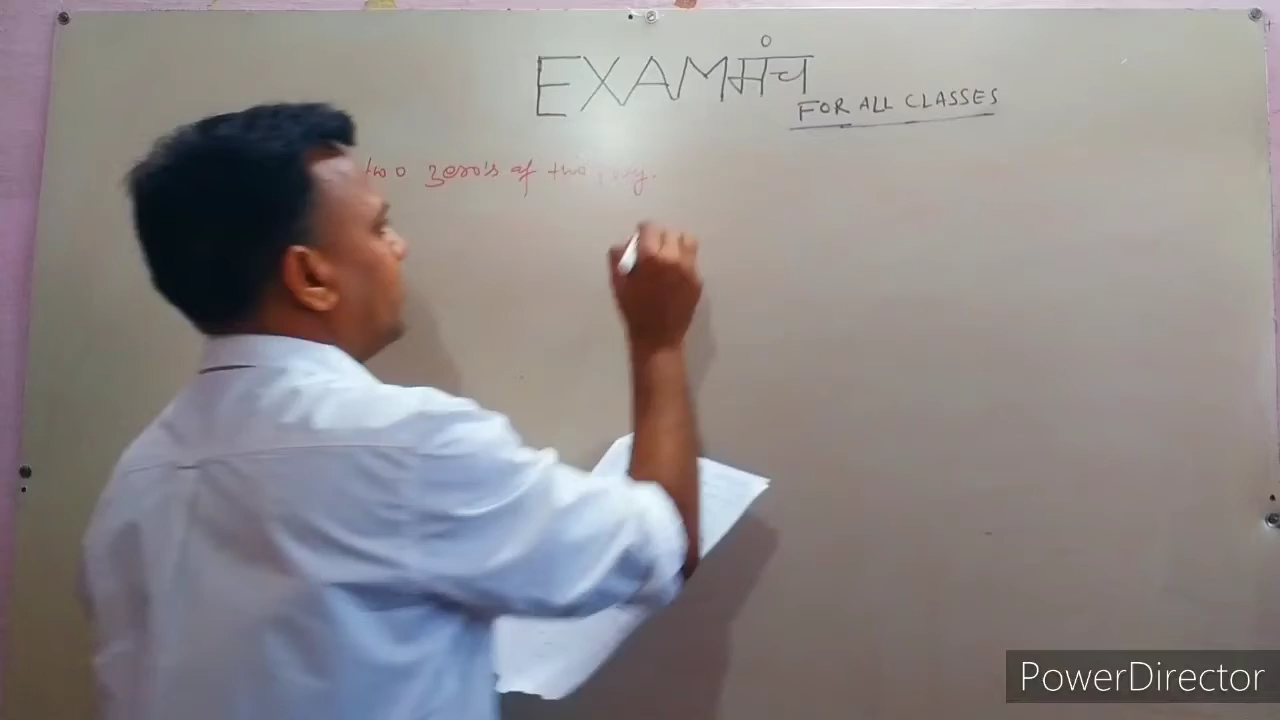 EXAMमंच
FOR ALL CLASSES
two zero's of the
PowerDirector